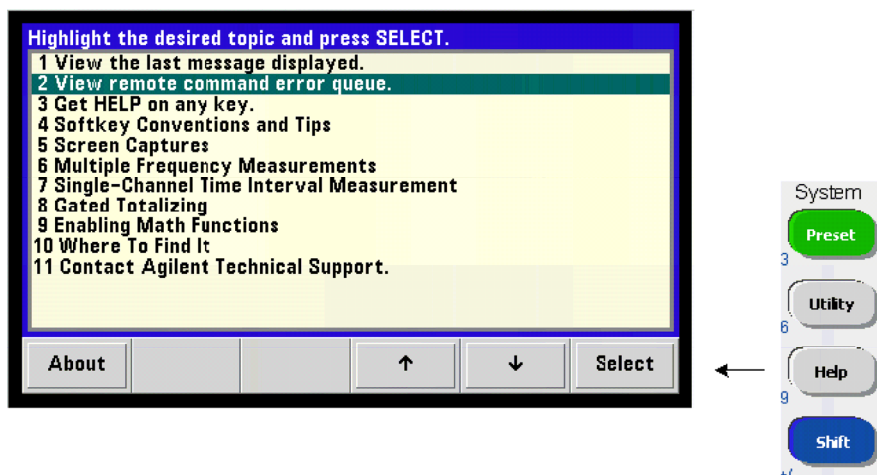 Highlight the desired topic and press SELECT.
1 View the last message displayed.
2 View remote command error queue.
3 Get HELP on any key.
4 Softkey Conventions and Tips
5 Screen Captures
6 Multiple Frequency Measurements
7 Single-Channel Time Interval Measurement
8 Gated Totalizing
9 Enabling Math Functions
10 Where To Find It
11 Contact Agilent Technical Support.
About ↑ ↓ Select
System
Preset
3
Utility
6
Help
9
Shift